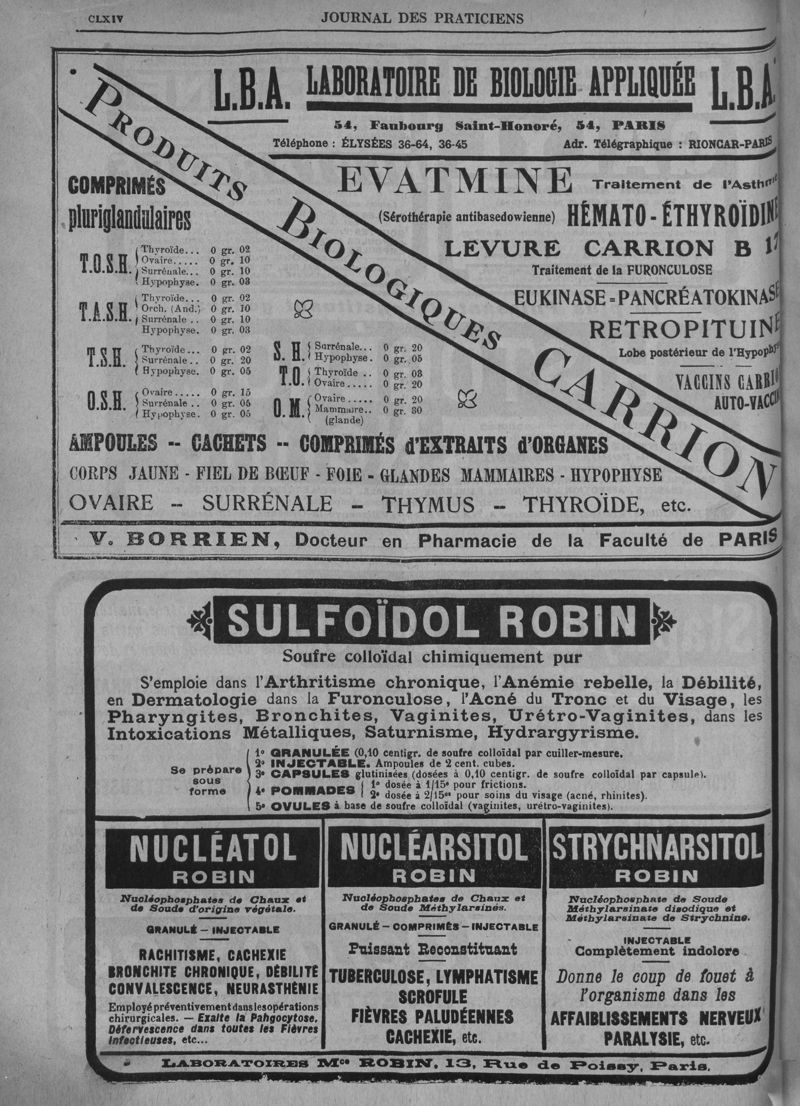 CLXIV
JOURNAL DES PRATICIENS
L.B.A. LABORATOIRE DE BIOLOGIE APPLIQUÉE L.B.A
54, Faubourg Saint-Honoré, 54, PARIS
Téléphone : ÉLYSÉES 36-64, 36-45
Adr. Télégraphique : RIONCAR-PARIS
PRODUITS BIOLOGIQUES CARRION
COMPRIMÉS
pluriglandulaires
T.O.S.H.
Thyroïde... 0 gr. 02
Ovaire..... 0 gr. 10
Surrénale.. 0 gr. 10
Hypophyse. 0 gr. 03
T.A.S.H.
Thyroïde... 0 gr. 02
Orch. (And.) 0 gr. 10
Surrénale .. 0 gr. 10
Hypophyse. 0 gr. 03
T.S.H.
Thyroïde... 0 gr. 02
Surrénale .. 0 gr. 20
Hypophyse. 0 gr. 05
O.S.H.
Ovaire..... 0 gr. 15
Surrénale .. 0 gr. 05
Hypophyse. 0 gr. 05
S. H.
Surrénale... 0 gr. 20
Hypophyse. 0 gr. 05
T.O.
Thyroïde .. 0 gr. 03
Ovaire..... 0 gr. 20
O.M.
Ovaire..... 0 gr. 20
Mammaire.. 0 gr. 30
(glande)
EVATMINE Traitement de l'Asthme
(Sérothérapie antibasedowienne) HÉMATO-ÉTHYROÏDINE
LEVURE CARRION B 17
Traitement de la FURONCULOSE
EUKINASE-PANCRÉATOKINASE
RETROPITUINE
Lobe postérieur de l'Hypoph
VACCINS CARRI
AUTO-VACCIN
AMPOULES -- CACHETS -- COMPRIMÉS d'EXTRAITS d'ORGANES
CORPS JAUNE - FIEL DE BŒUF - FOIE - GLANDES MAMMAIRES - HYPOPHYSE
OVAIRE - SURRÉNALE - THYMUS - THYROÏDE, etc.
V. BORRIEN, Docteur en Pharmacie de la Faculté de PARIS
SULFOÏDOL ROBIN
Soufre colloïdal chimiquement pur
S'emploie dans l'Arthritisme chronique, l'Anémie rebelle, la Débilité,
en Dermatologie dans la Furonculose, l'Acné du Tronc et du Visage, les
Pharyngites, Bronchites, Vaginites, Urétro-Vaginites, dans les
Intoxications Métalliques, Saturnisme, Hydrargyrisme.
Se prépare
sous
forme
1° GRANULÉE (0,10 centigr. de soufre colloïdal par cuiller-mesure.
2° INJECTABLE. Ampoules de 2 cent. cubes.
3° CAPSULES glutinisées (dosées à 0,10 centigr. de soufre colloïdal par capsule).
4° POMMADES
1° dosée à 1/15e pour frictions.
2° dosée à 2/15es pour soins du visage (acné, rhinites).
5° OVULES à base de soufre colloïdal (vaginites, urétro-vaginites).
NUCLÉATOL
ROBIN
Nucléophosphates de Chaux et
de Soude d'origine végétale.
GRANULÉ - INJECTABLE
RACHITISME, CACHEXIE
BRONCHITE CHRONIQUE, DÉBILITÉ
CONVALESCENCE, NEURASTHÉNIE
Employé préventivement dans les opérations
chirurgicales. — Exalte la Pahgocytose,
Défervescence dans toutes les Fièvres
infectieuses, etc...
NUCLÉARSITOL
ROBIN
Nucléophosphates de Chaux et
de Soude Méthylarsinés.
GRANULÉ - COMPRIMÉS - INJECTABLE
Puissant Reconstituant
TUBERCULOSE, LYMPHATISME
SCROFULE
FIÈVRES PALUDÉENNES
CACHEXIE, etc.
STRYCHNARSITOL
ROBIN
Nucléophosphate de Soude
Méthylarsinate disodique et
Méthylarsinate de Strychnine.
INJECTABLE
Complètement indolore
Donne le coup de fouet à
l'organisme dans les
AFFAIBLISSEMENTS NERVEUX
PARALYSIE, etc.
LABORATOIRES Mce ROBIN, 13, Rue de Poissy, Paris.